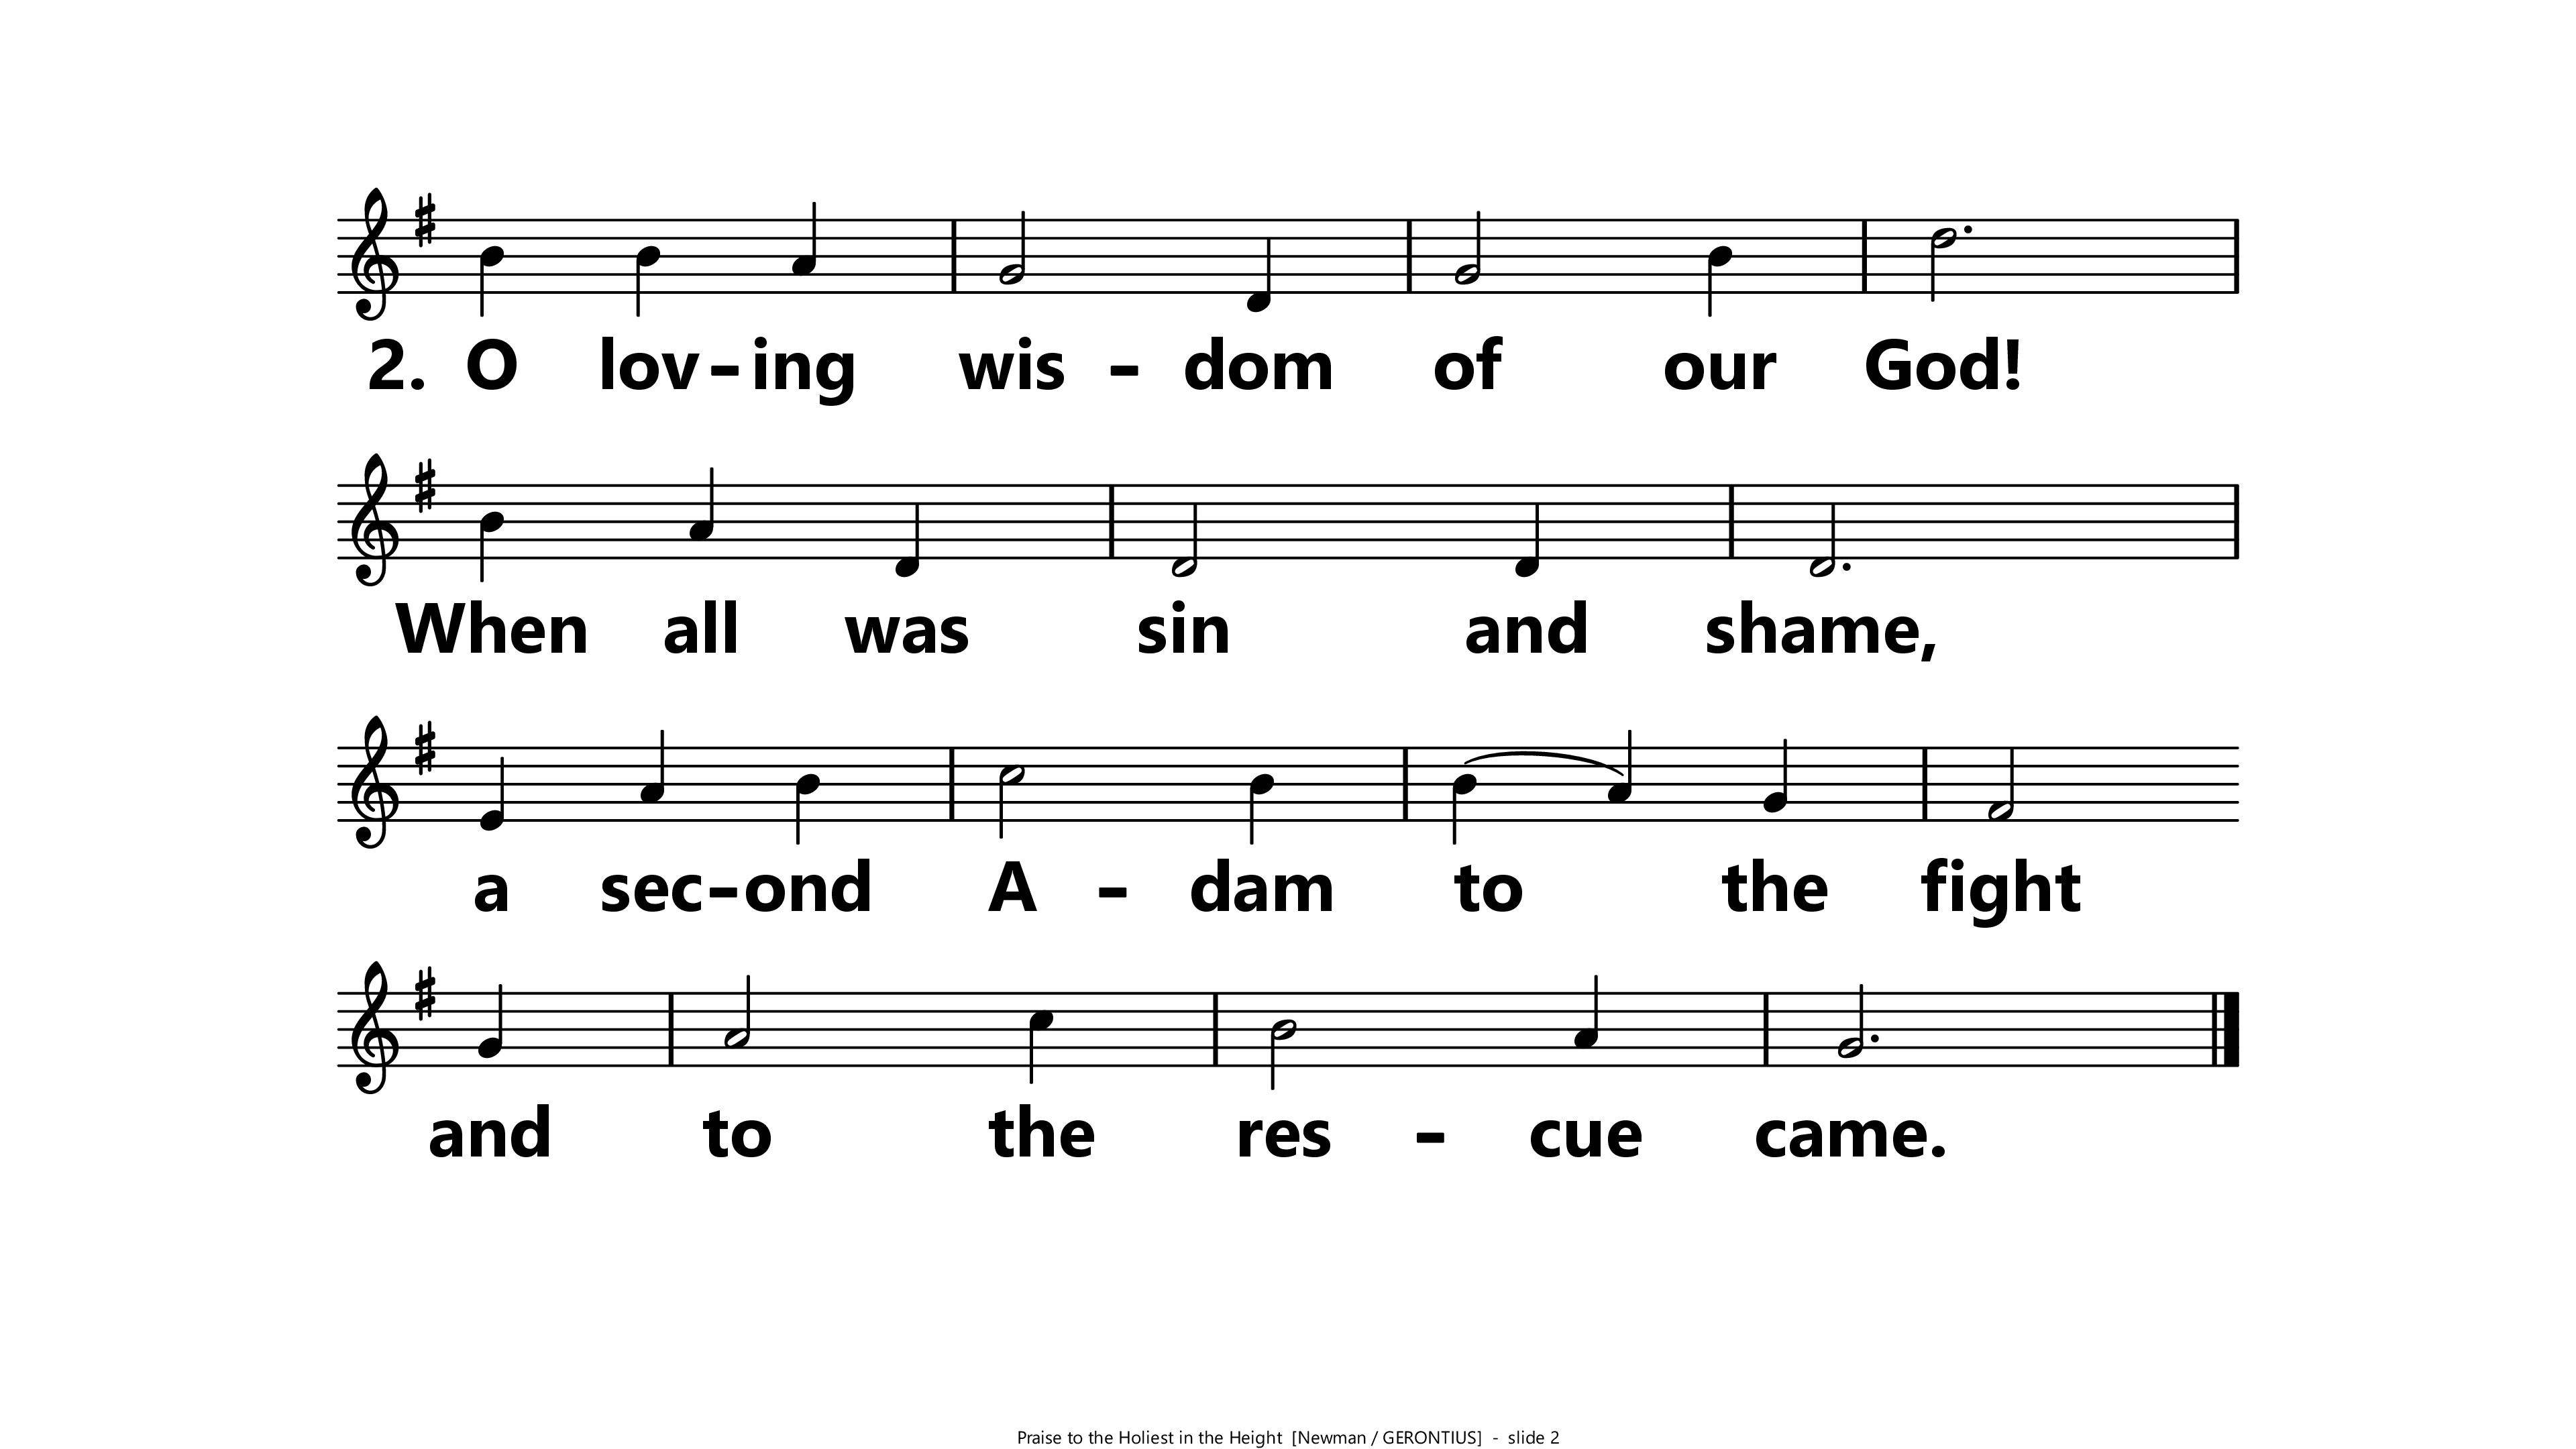 2. O lov-ing wis - dom of our God!
When all was sin and shame,
a sec-ond A - dam to the fight
and to the res - cue came.
Praise to the Holiest in the Height [Newman / GERONTIUS] - slide 2